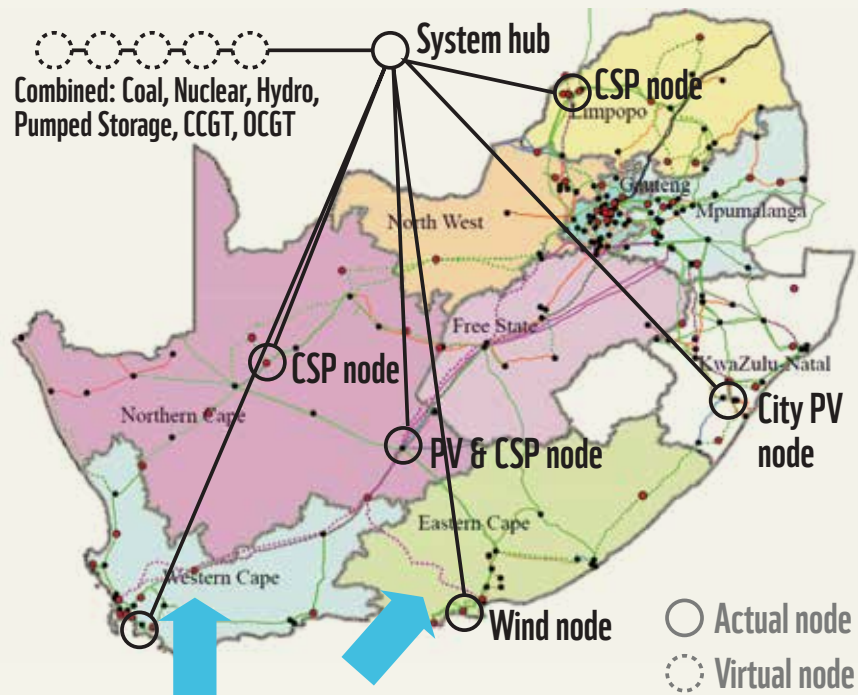 System hub
Combined: Coal, Nuclear, Hydro,
Pumped Storage, CCGT, OCGT
CSP node
Limpopo
Gauteng
Mpumalanga
North West
Free State
CSP node
KwaZulu-Natal
Northern Cape
City PV
node
PV & CSP node
Eastern Cape
Western Cape
Wind node
Actual node
Virtual node